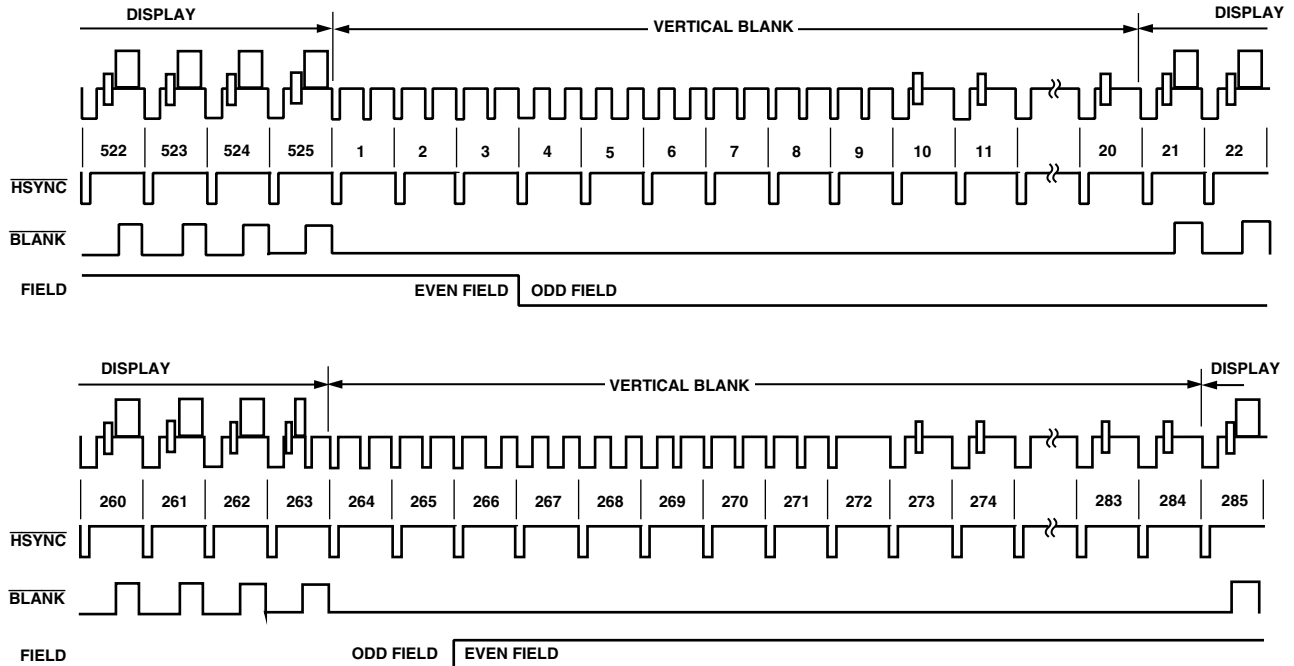 DISPLAY VERTICAL BLANK DISPLAY
522 523 524 525 1 2 3 4 5 6 7 8 9 10 11 20 21 22
HSYNC
BLANK
FIELD EVEN FIELD ODD FIELD
DISPLAY VERTICAL BLANK DISPLAY
260 261 262 263 264 265 266 267 268 269 270 271 272 273 274 283 284 285
HSYNC
BLANK
FIELD ODD FIELD EVEN FIELD